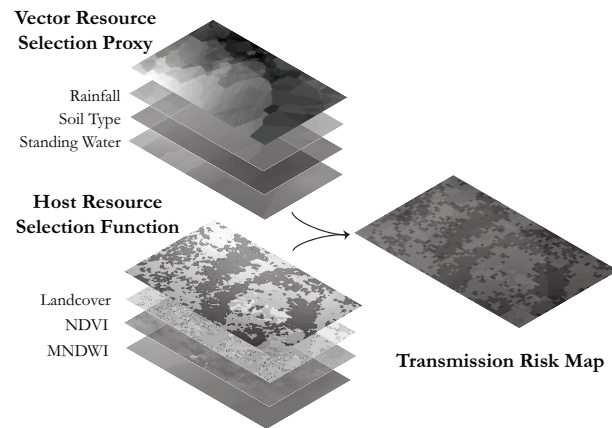 Vector Resource
Selection Proxy
Rainfall
Soil Type
Standing Water
Host Resource
Selection Function
Landcover
NDVI
MNDWI
Transmission Risk Map